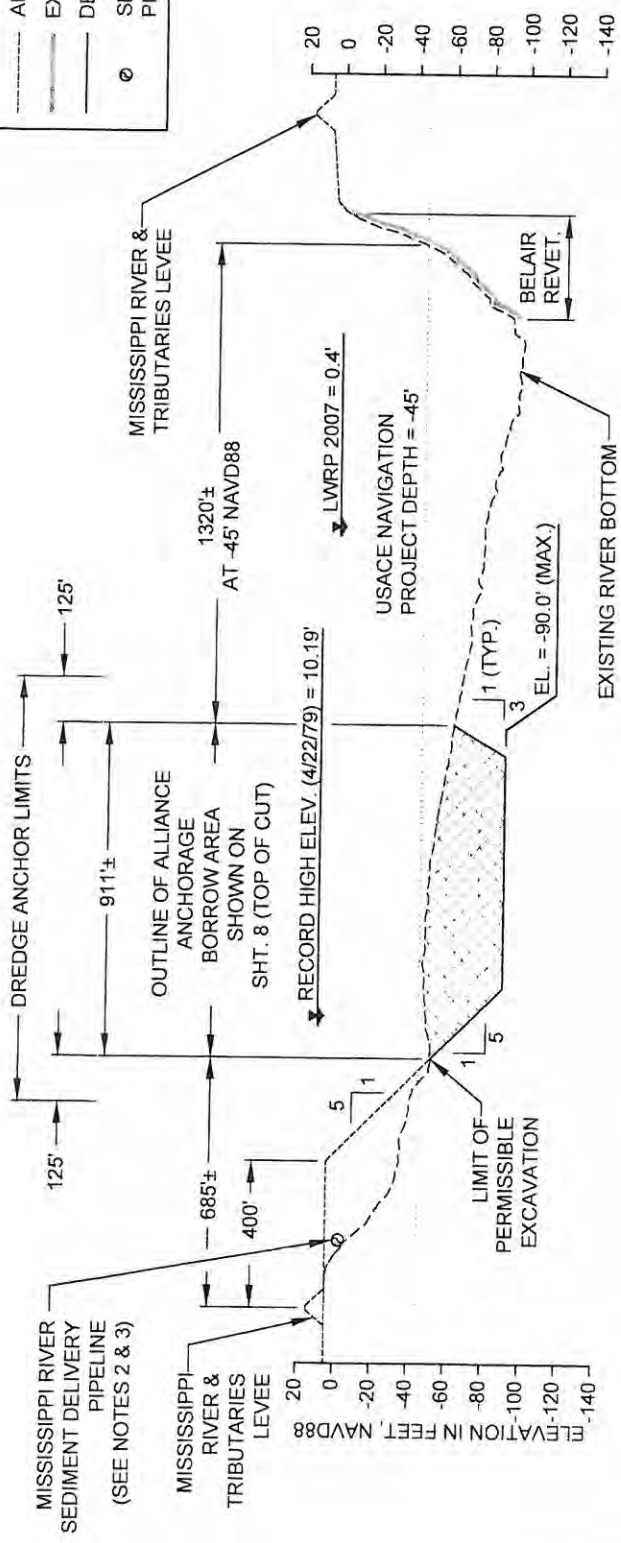 AL
EX
DE
SE
PI
MISSISSIPPI RIVER
SEDIMENT DELIVERY
PIPELINE
(SEE NOTES 2 & 3)
MISSISSIPPI
RIVER &
TRIBUTARIES
LEVEE
DREDGE ANCHOR LIMITS
125'
125'
911'±
685'±
400'
OUTLINE OF ALLIANCE
ANCHORAGE
BORROW AREA
SHOWN ON
SHT. 8 (TOP OF CUT)
RECORD HIGH ELEV. (4/22/79) = 10.19'
1320'±
AT -45' NAVD88
LWRP 2007 = 0.4'
USACE NAVIGATION
PROJECT DEPTH = -45'
MISSISSIPPI RIVER &
TRIBUTARIES LEVEE
5
1
LIMIT OF
PERMISSIBLE
EXCAVATION
1
5
1 (TYP.)
3
EL. = -90.0' (MAX.)
EXISTING RIVER BOTTOM
BELAIR
REVET.
ELEVATION IN FEET, NAVD88
20
0
-20
-40
-60
-80
-100
-120
-140
20
0
-20
-40
-60
-80
-100
-120
-140